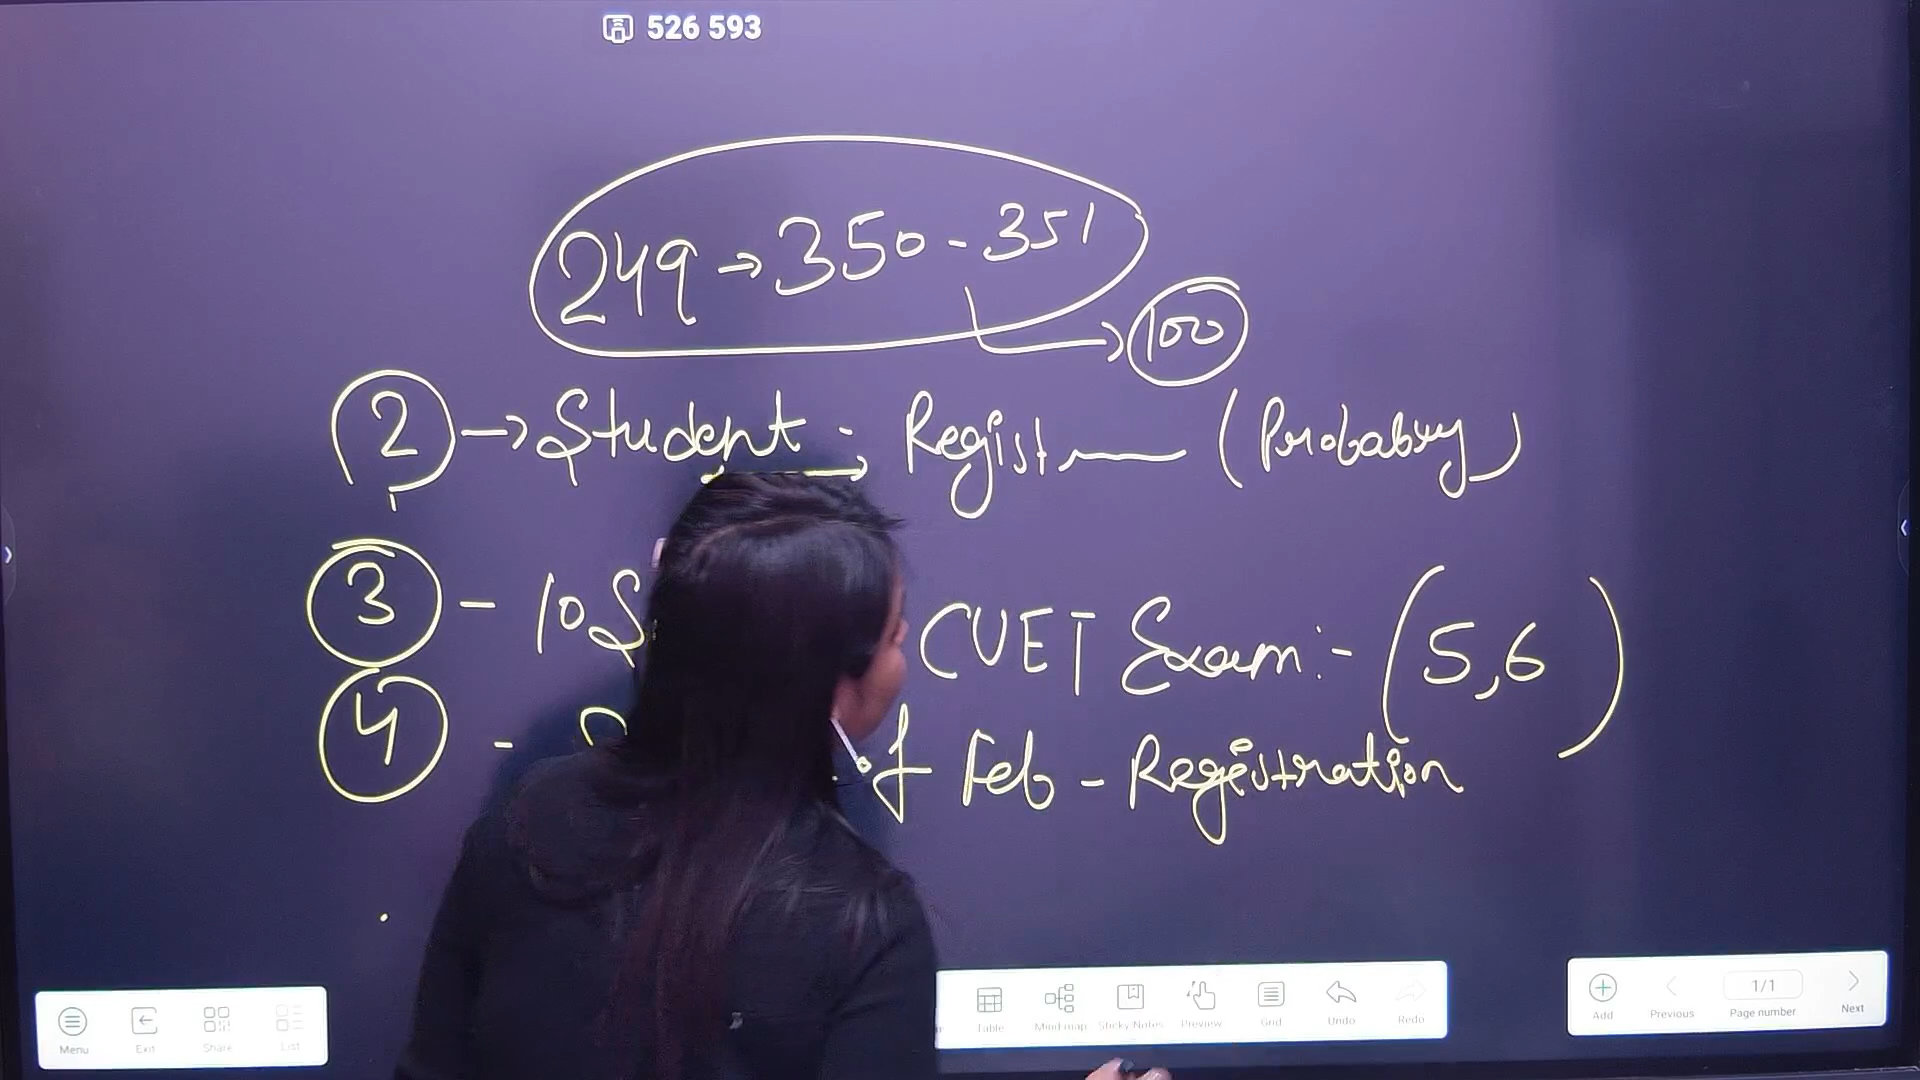 526 593
249 → 350 - 351
→ 100
2 → Student :- Regist (Probabry)
3 - 10 CUET Exam :- (5,6)
4 - of Feb - Registration
Menu Exit Share List Table Mind map Sticky Notes Preview Grid Undo Redo Add Previous 1/1 Page number Next